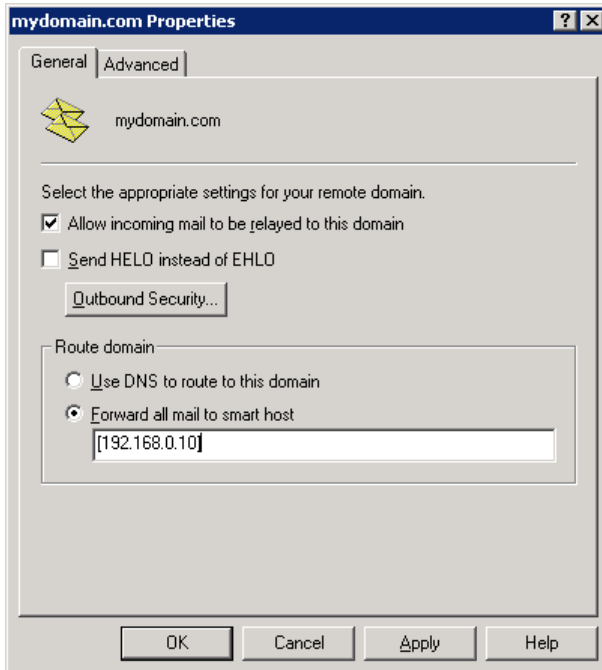 mydomain.com Properties
General
Advanced
mydomain.com
Select the appropriate settings for your remote domain.
Allow incoming mail to be relayed to this domain
Send HELO instead of EHLO
Outbound Security...
Route domain
Use DNS to route to this domain
Forward all mail to smart host
[192.168.0.10]
OK
Cancel
Apply
Help